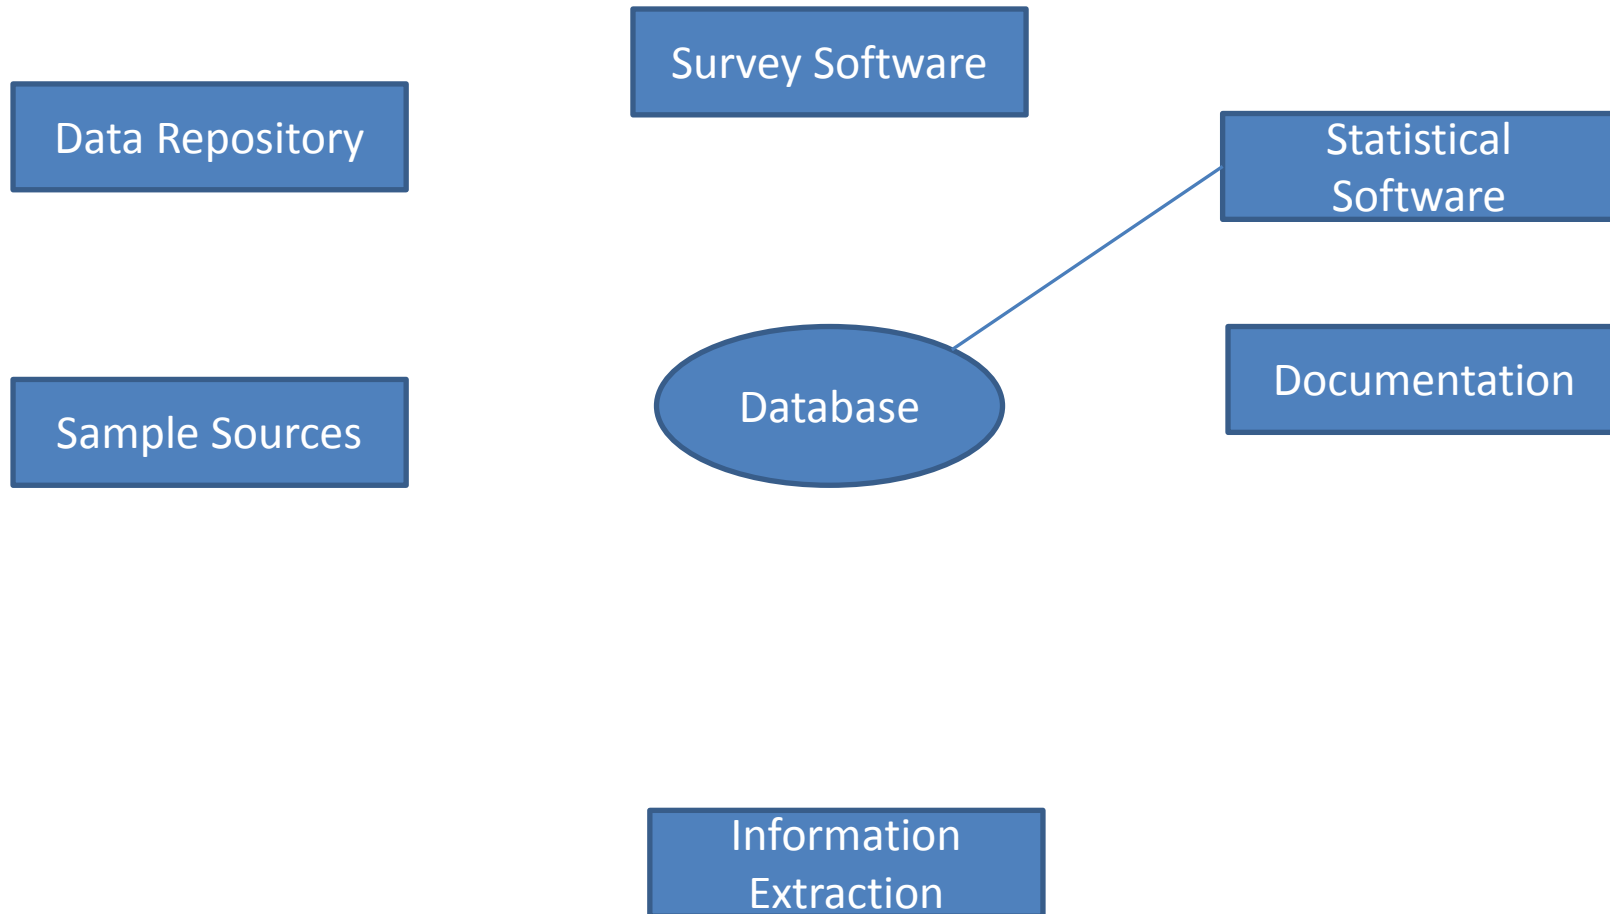 Survey Software
Data Repository
Statistical
Software
Documentation
Database
Sample Sources
Information
Extraction